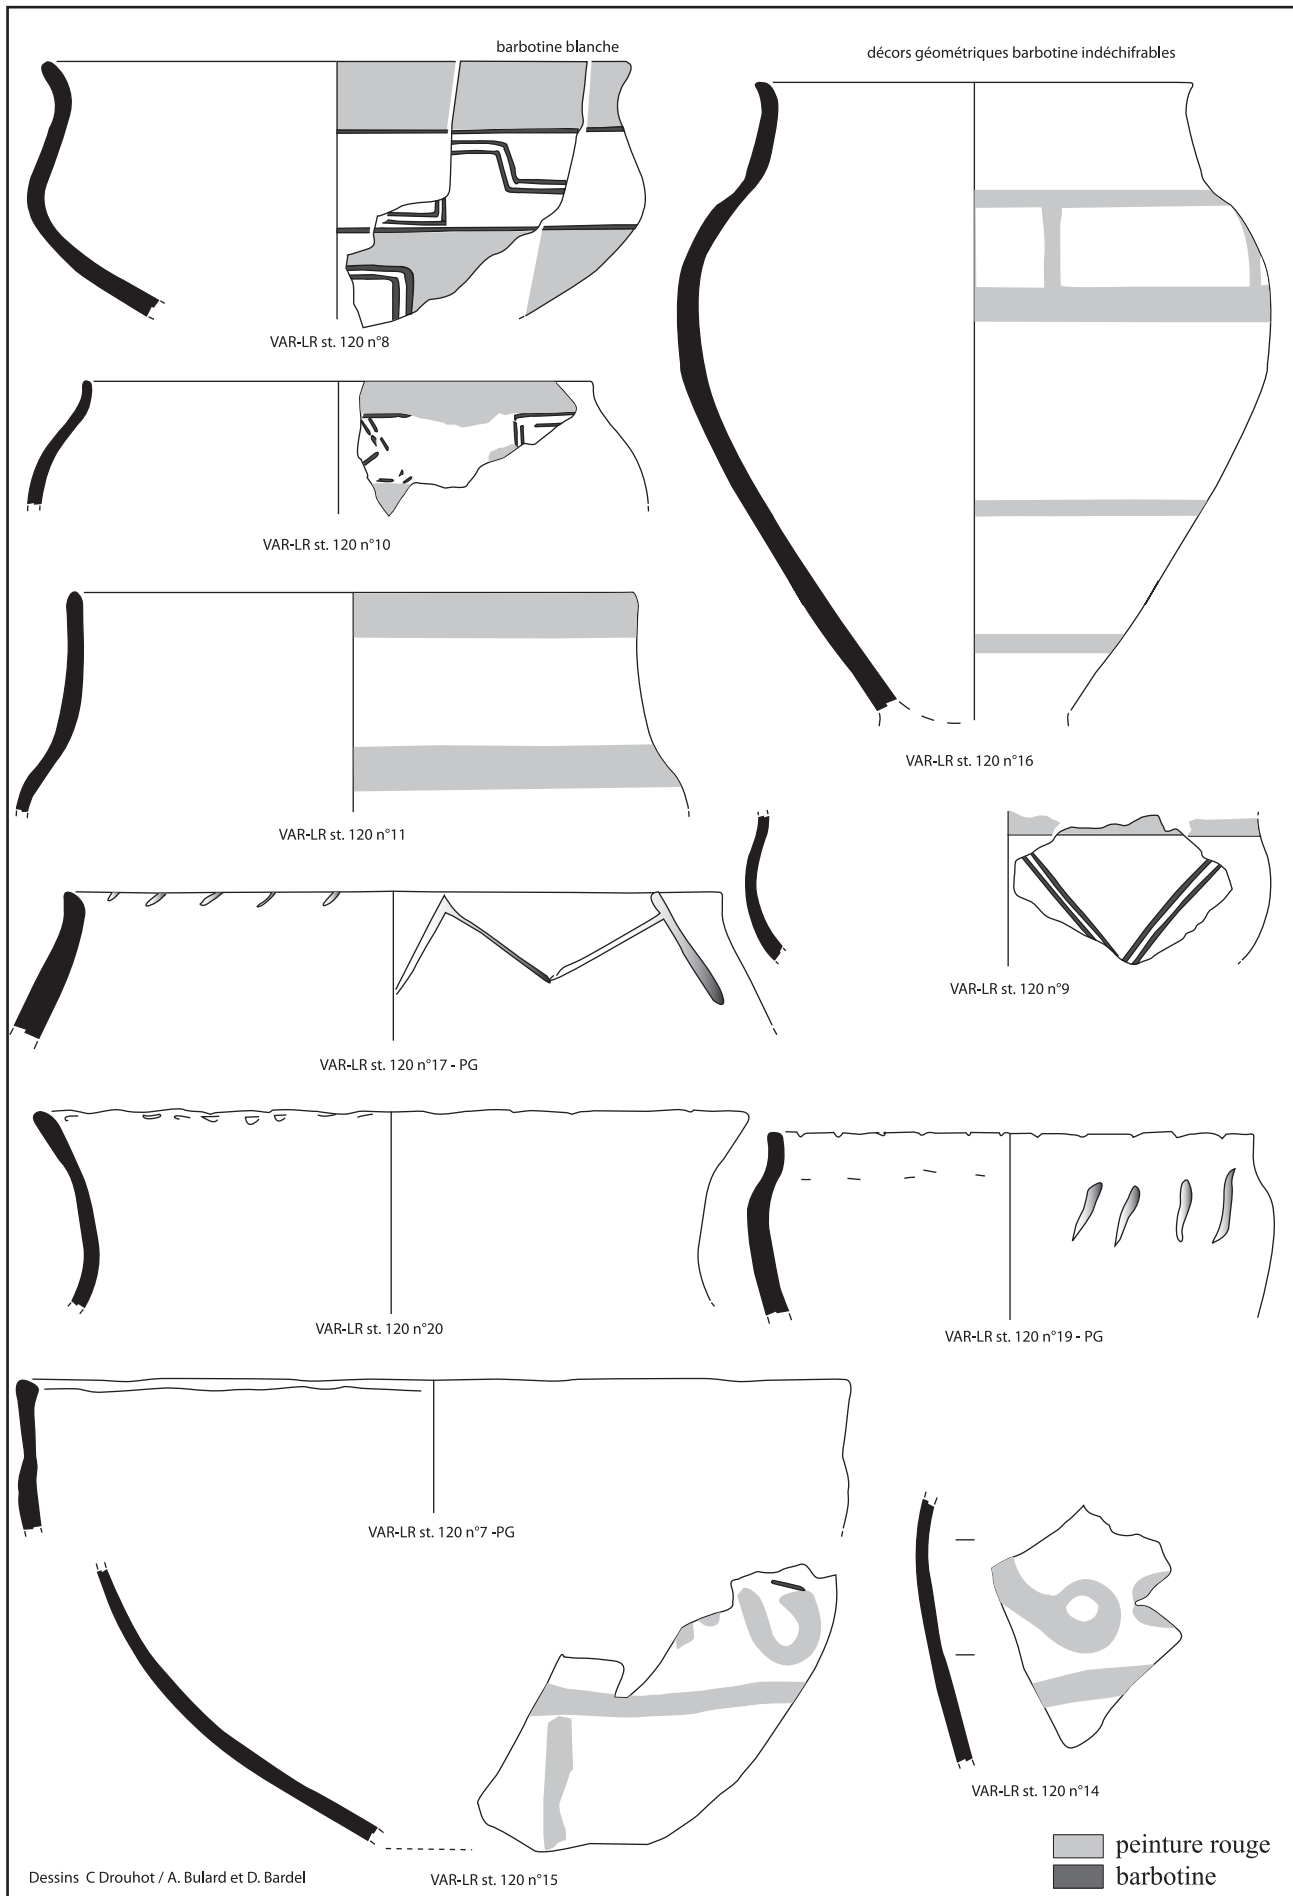 barbotine blanche
décors géométriques barbotine indéchifrables
VAR-LR st. 120 n°8
VAR-LR st. 120 n°10
VAR-LR st. 120 n°16
VAR-LR st. 120 n°11
VAR-LR st. 120 n°9
VAR-LR st. 120 n°17 - PG
VAR-LR st. 120 n°20
VAR-LR st. 120 n°19 - PG
VAR-LR st. 120 n°7 -PG
VAR-LR st. 120 n°14
peinture rouge
barbotine
Dessins C Drouhot / A. Bulard et D. Bardel
VAR-LR st. 120 n°15